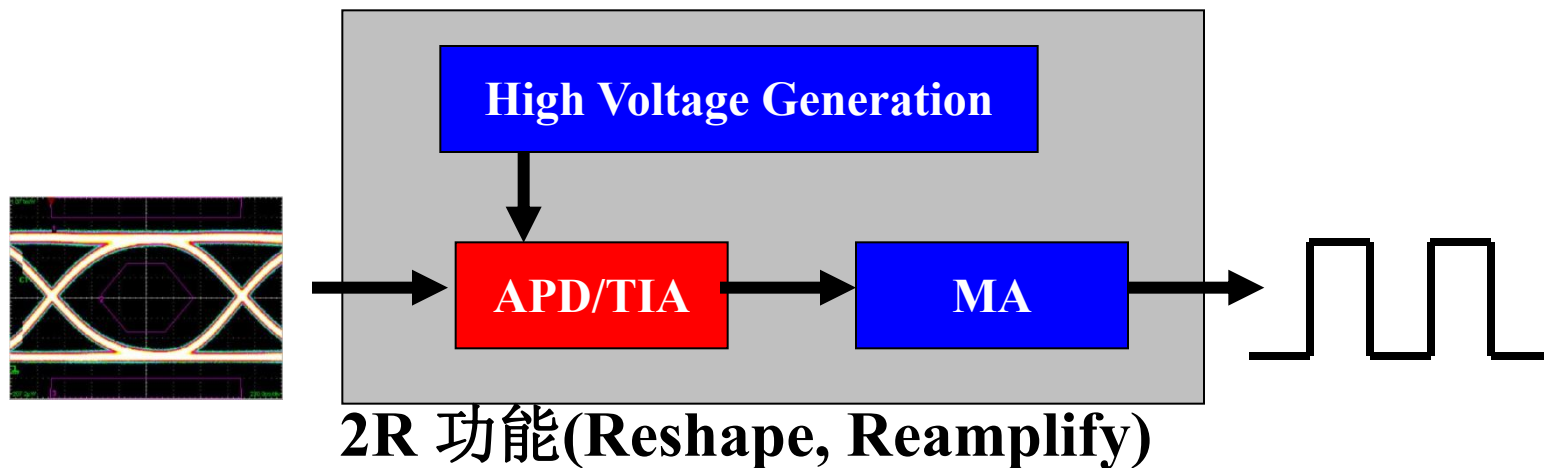 High Voltage Generation
APD/TIA
MA
2R 功能(Reshape, Reamplify)